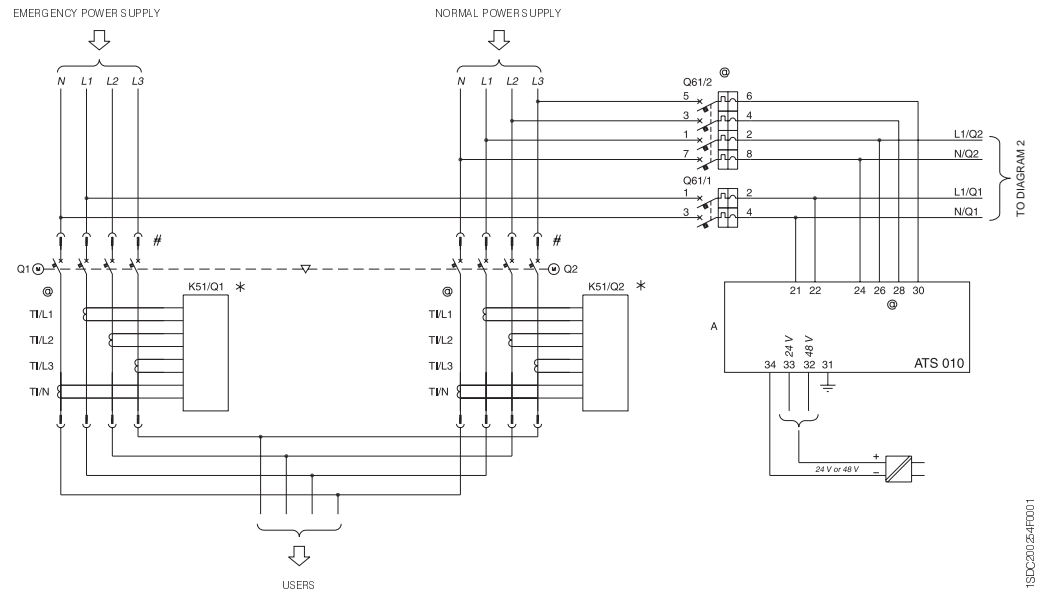 EMERGENCY POWER SUPPLY
NORMAL POWER SUPPLY
N L1 L2 L3
N L1 L2 L3
Q61/2 @
5 6
3 4
1 2
7 8
L1/Q2
N/Q2
Q61/1
1 2
3 4
L1/Q1
N/Q1
TO DIAGRAM 2
#
#
Q1 M
M Q2
@
@
K51/Q1 *
K51/Q2 *
TI/L1
TI/L2
TI/L3
TI/N
TI/L1
TI/L2
TI/L3
TI/N
21 22 24 26 28 30
@
A
24 V
48 V
ATS 010
34 33 32 31
+
24 V or 48 V
–
USERS
1SDC200254F0001